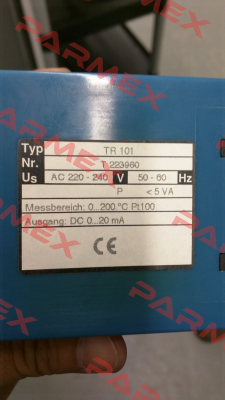 PARMEX
Typ TR 101
Nr. T 223960
Us AC 220 - 240 V 50 - 60 Hz
P < 5 VA
Messbereich: 0...200 °C Pt100
Ausgang: DC 0...20 mA
CE
PARMEX
PARMEX